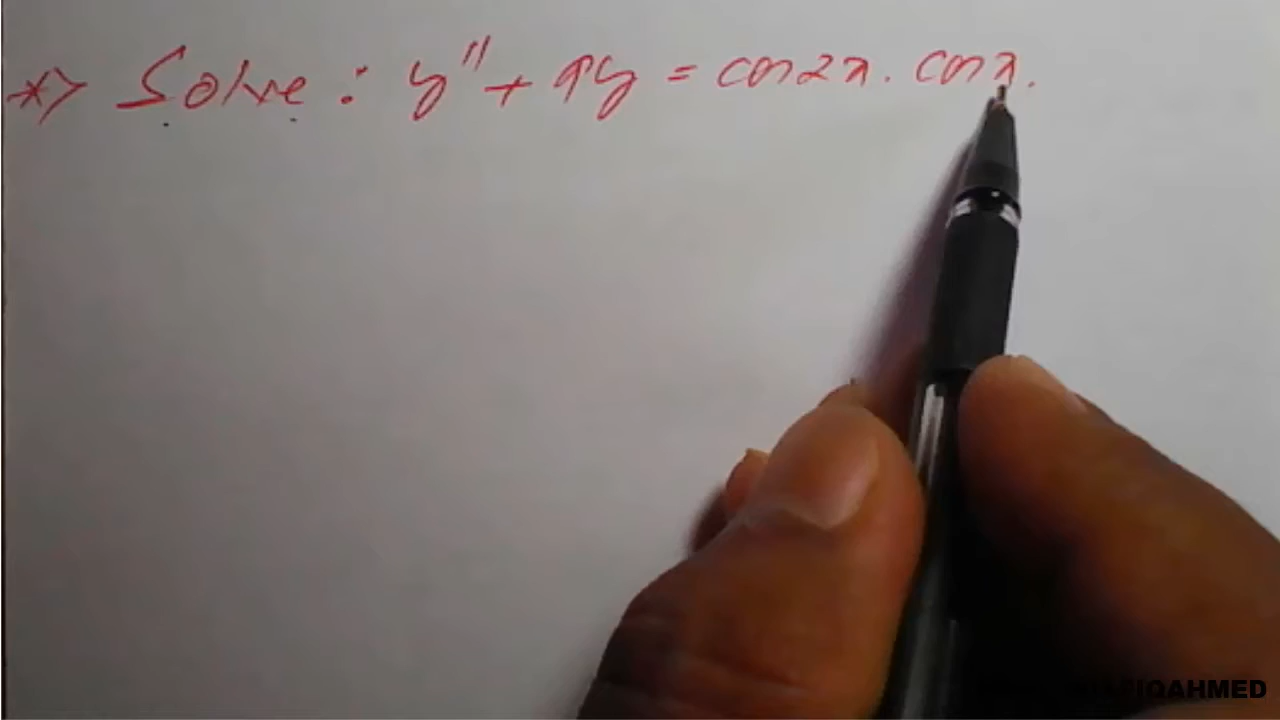 *> Solve : y" + 9y = cos2x . cosx .